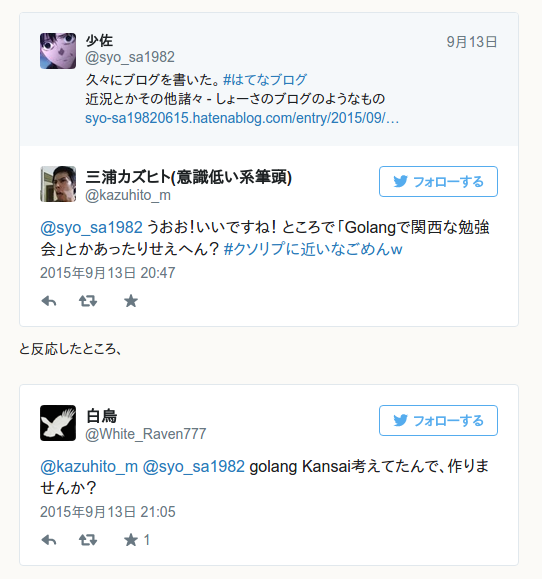 少佐
9月13日
@syo_sa1982
久々にブログを書いた。 #はてなブログ
近況とかその他諸々 - しょーさのブログのようなもの
syo-sa19820615.hatenablog.com/entry/2015/09/…
三浦カズヒト(意識低い系筆頭)
フォローする
@kazuhito_m
@syo_sa1982 うおお！いいですね！ ところで「Golangで関西な勉強
会」とかあったりせえへん？ #クソリプに近いなごめんw
2015年9月13日 20:47
と反応したところ、
白鳥
フォローする
@White_Raven777
@kazuhito_m @syo_sa1982 golang Kansai考えてたんで、作りま
せんか？
2015年9月13日 21:05
1